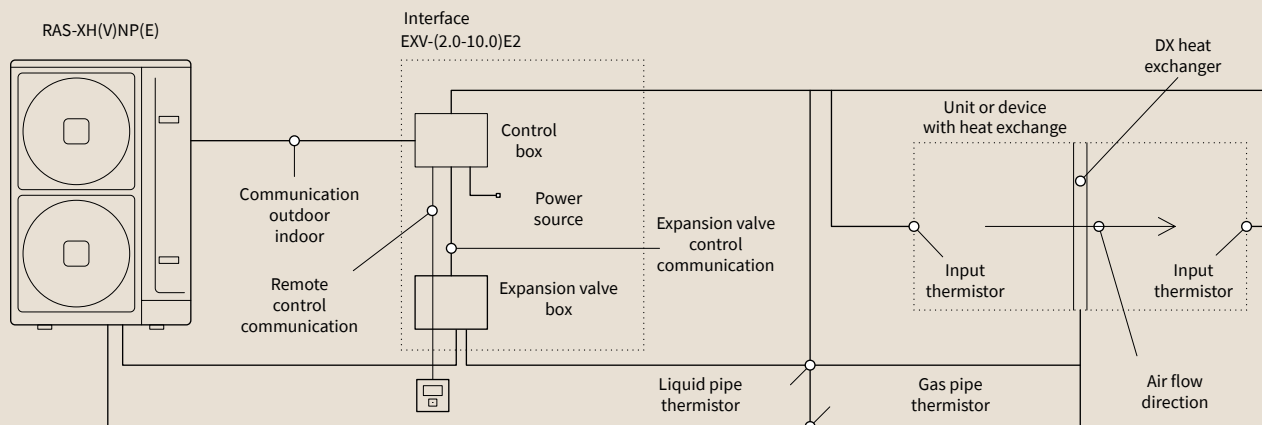 RAS-XH(V)NP(E)
Interface
EXV-(2.0-10.0)E2
DX heat
exchanger
Unit or device
with heat exchange
Control
box
Communication
outdoor
indoor
Power
source
Expansion valve
control
communication
Remote
control
communication
Expansion valve
box
Input
thermistor
Input
thermistor
Liquid pipe
thermistor
Gas pipe
thermistor
Air flow
direction